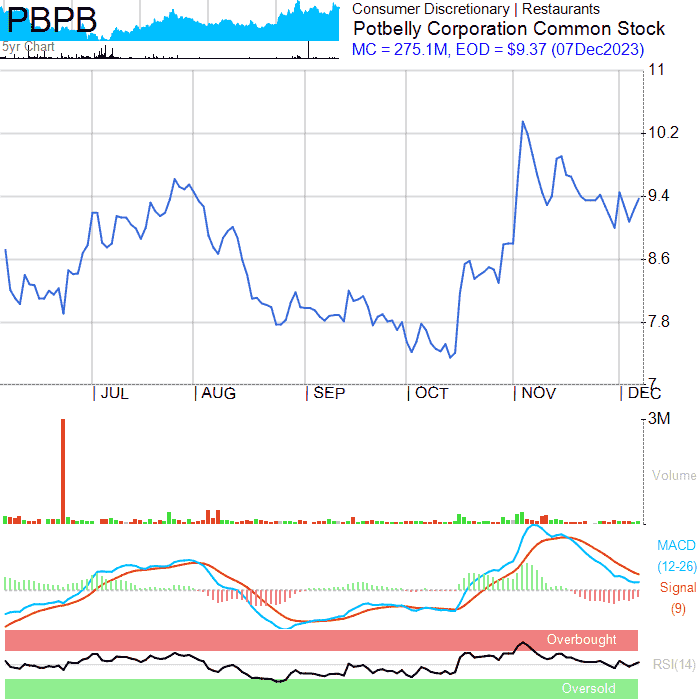 PBPB
5yr Chart
Consumer Discretionary | Restaurants
Potbelly Corporation Common Stock
MC = 275.1M, EOD = $9.37 (07Dec2023)
11
10.2
9.4
8.6
7.8
7
JUL AUG SEP OCT NOV DEC
3M
Volume
MACD
(12-26)
Signal
(9)
Overbought
RSI(14)
Oversold